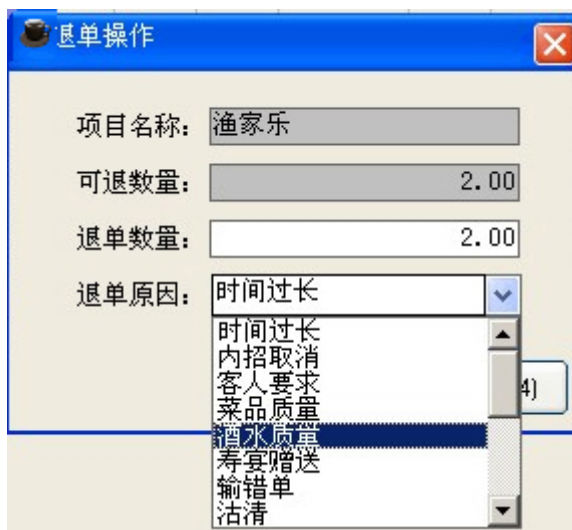 退单操作
项目名称：渔家乐
可退数量：2.00
退单数量：2.00
退单原因：时间过长
时间过长
内招取消
客人要求
菜品质量
酒水质量
寿宴赠送
输错单
沽清
4)